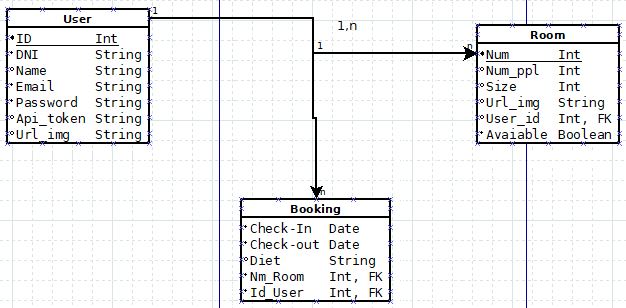 User
ID Int
DNI String
Name String
Email String
Password String
Api_token String
Url_img String
1
1,n
1
n
Room
Num Int
Num_ppl Int
Size Int
Url_img String
User_id Int, FK
Avaiable Boolean
n
Booking
Check-In Date
Check-out Date
Diet String
Nm_Room Int, FK
Id_User Int, FK